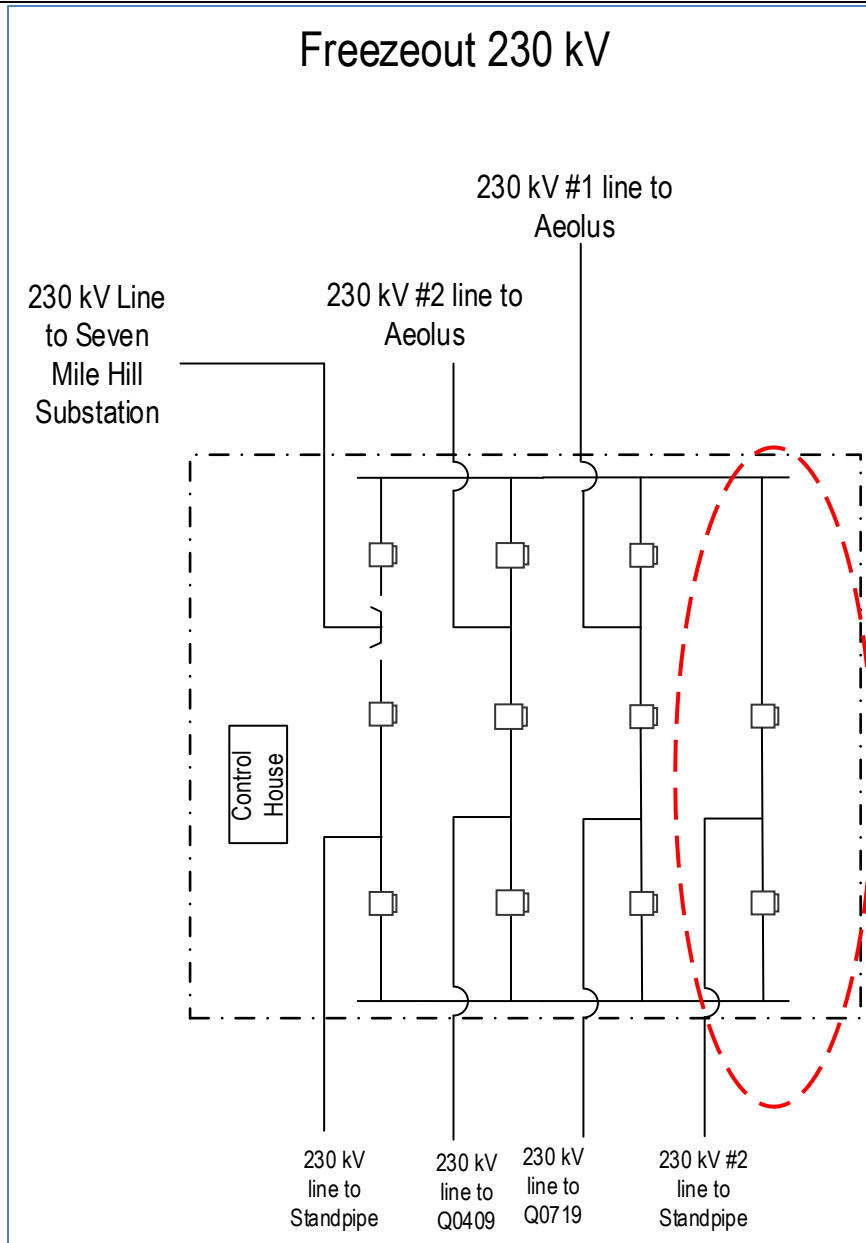 Freezeout 230 kV
230 kV #1 line to
Aeolus
230 kV Line
to Seven
Mile Hill
Substation
230 kV #2 line to
Aeolus
Control
House
230 kV
line to
Standpipe
230 kV
line to
Q0409
230 kV
line to
Q0719
230 kV #2
line to
Standpipe